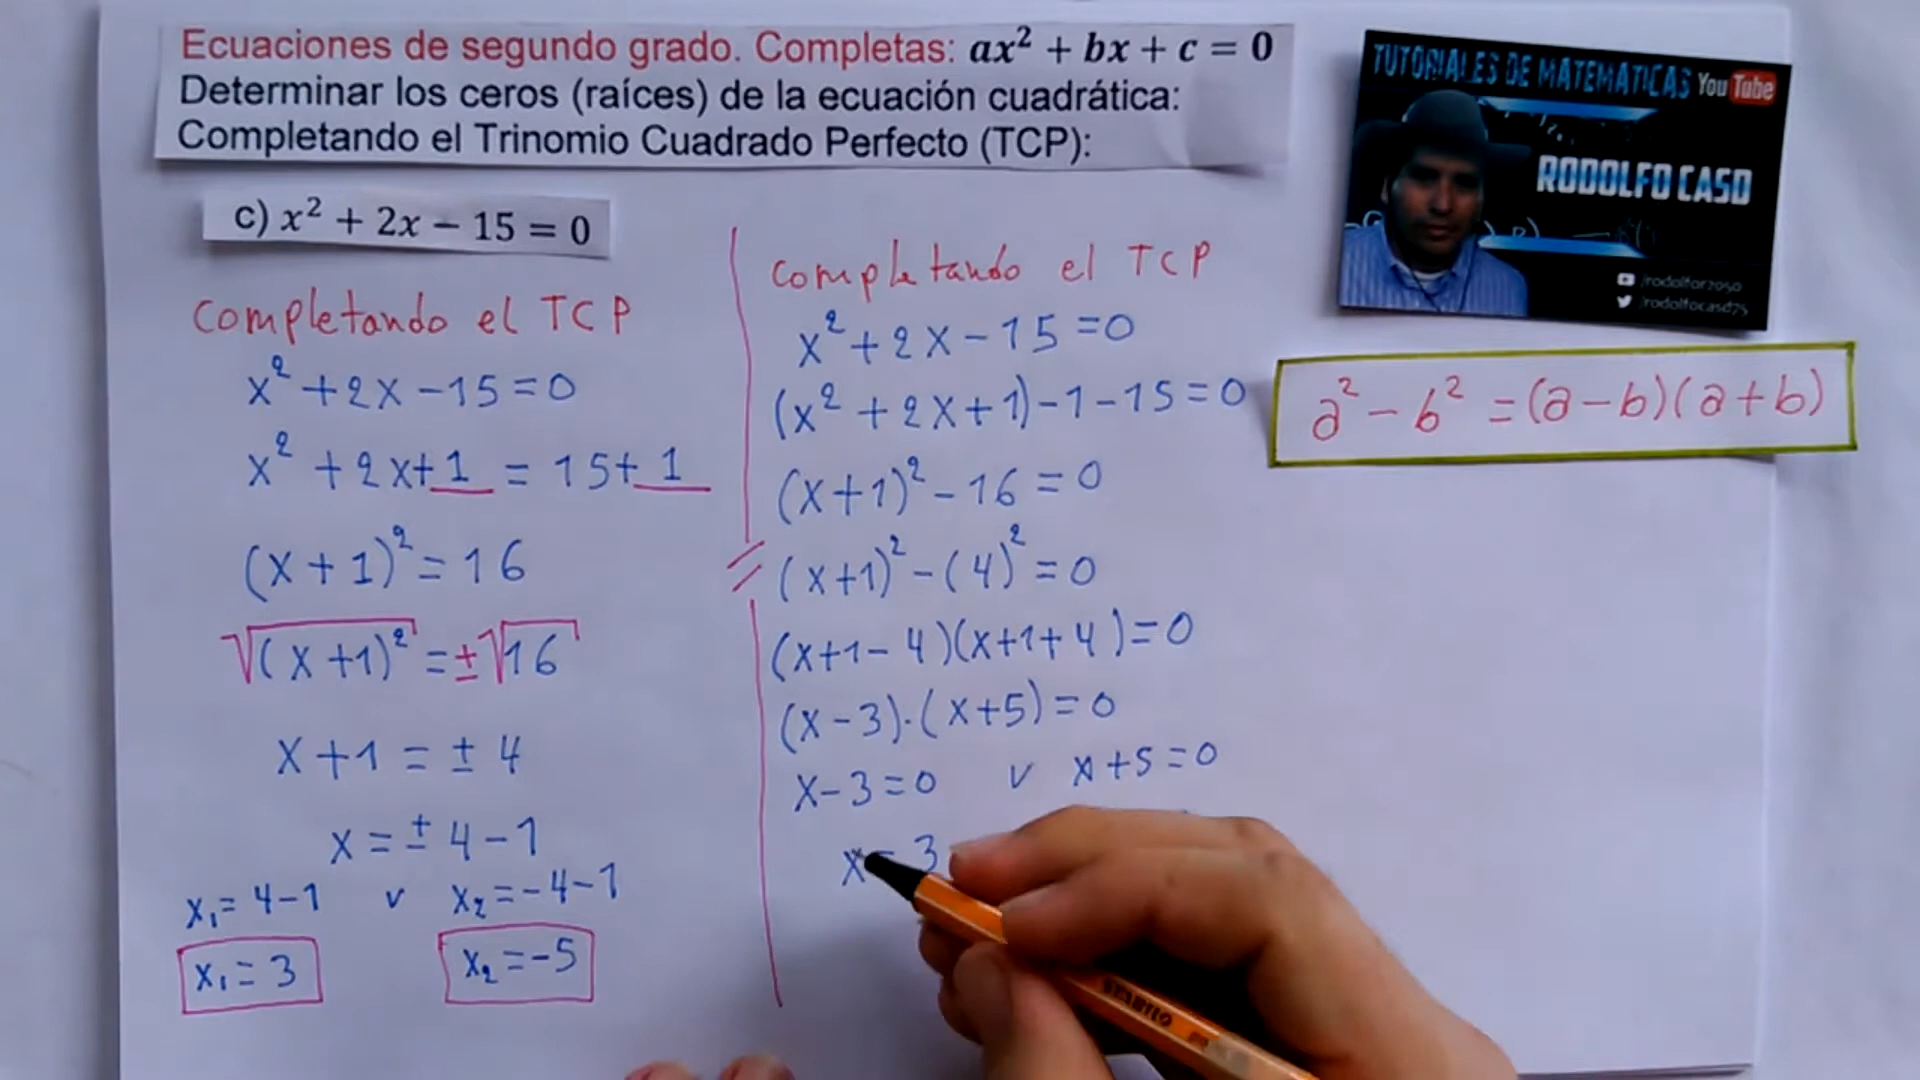 Ecuaciones de segundo grado. Completas: ax² + bx + c = 0
Determinar los ceros (raíces) de la ecuación cuadrática:
Completando el Trinomio Cuadrado Perfecto (TCP):
TUTORIALES DE MATEMATICAS YouTube
RODOLFO CASO
/rodolfor7050
/rodolfocasd75
c) x² + 2x − 15 = 0
completando el TCP
x² + 2x − 15 = 0
x² + 2x + 1 = 15 + 1
(x + 1)² = 16
√(x + 1)² = ± √16
x + 1 = ± 4
x = ± 4 − 1
x₁ = 4 − 1 v x₂ = −4 − 1
x₁ = 3 x₂ = −5
completando el TCP
x² + 2x − 15 = 0
(x² + 2x + 1) − 1 − 15 = 0
(x + 1)² − 16 = 0
(x + 1)² − (4)² = 0
(x + 1 − 4)(x + 1 + 4) = 0
(x − 3)·(x + 5) = 0
x − 3 = 0 v x + 5 = 0
x = 3
a² − b² = (a − b)(a + b)
STABILO